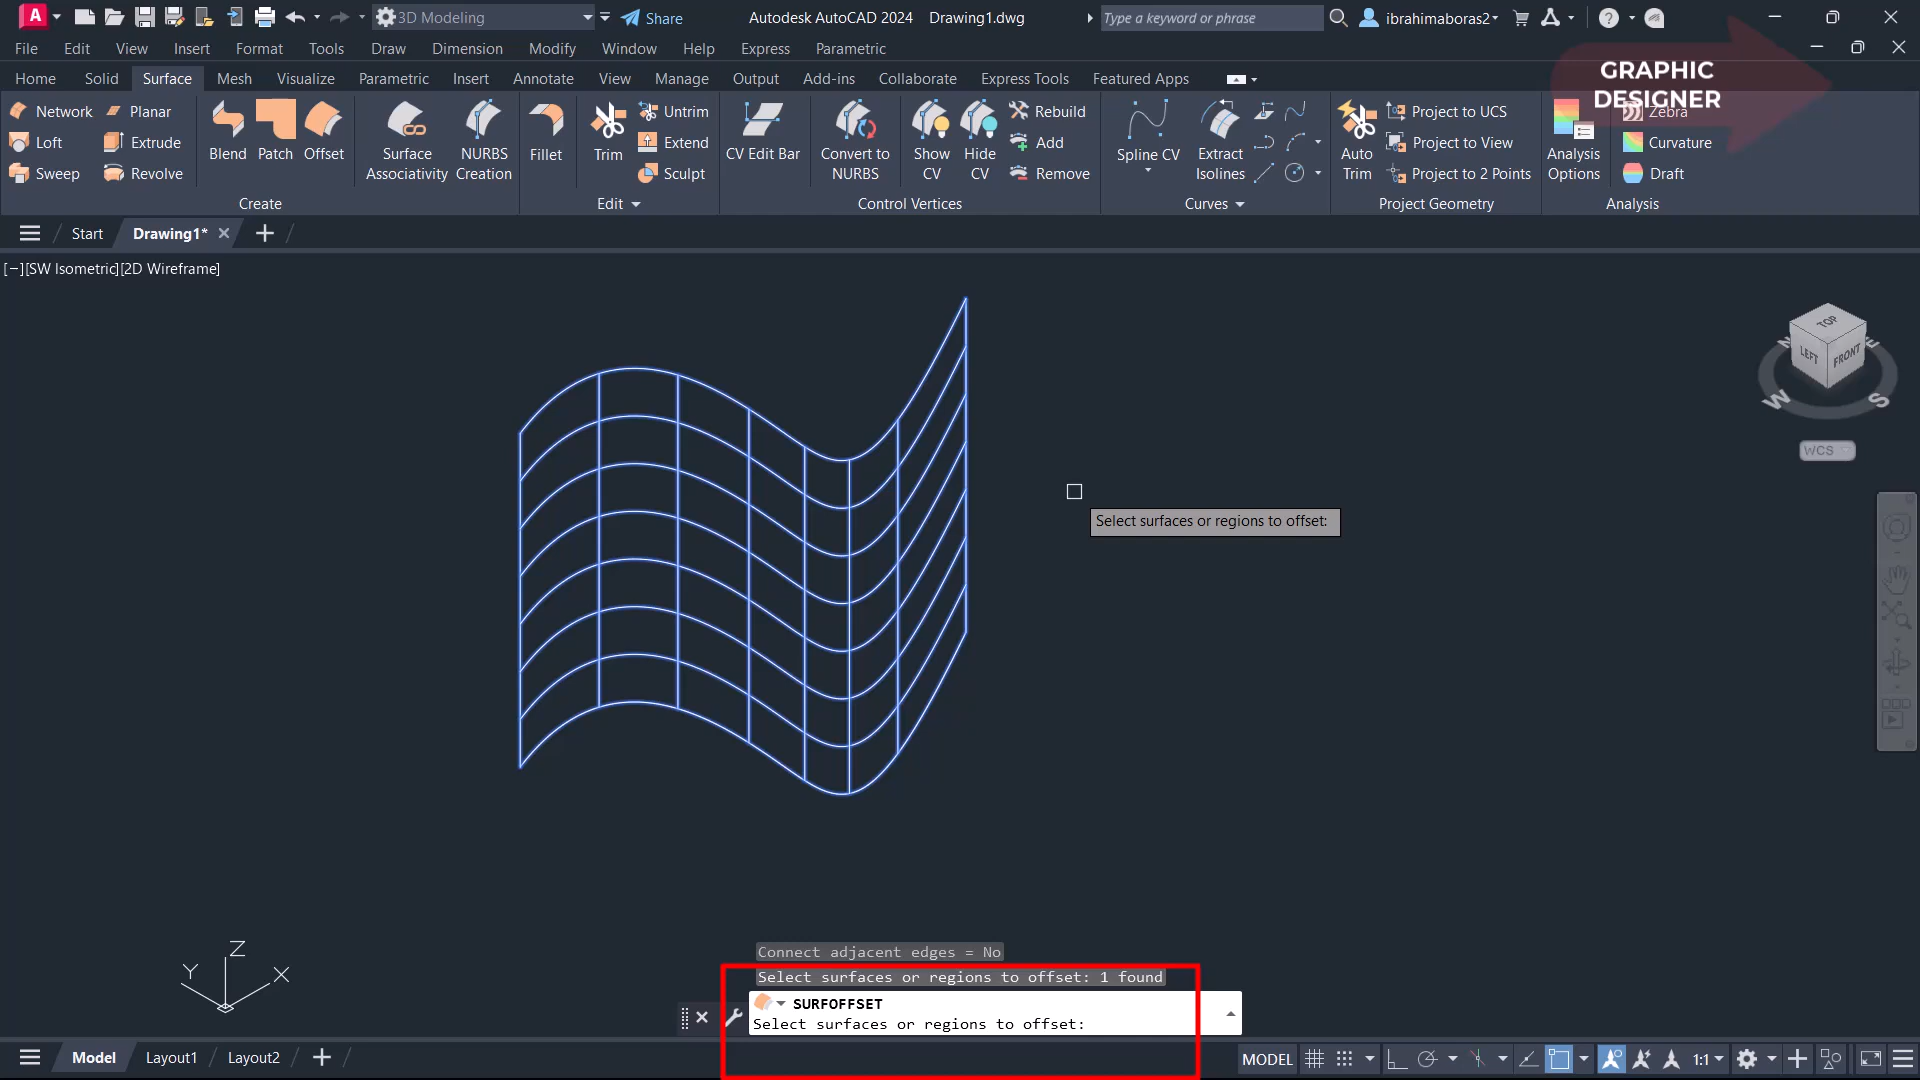 A 3D Modeling Share Autodesk AutoCAD 2024 Drawing1.dwg Type a keyword or phrase ibrahimaboras2
File Edit View Insert Format Tools Draw Dimension Modify Window Help Express Parametric
Home Solid Surface Mesh Visualize Parametric Insert Annotate View Manage Output Add-ins Collaborate Express Tools Featured Apps
GRAPHIC
DESIGNER
Network Planar
Loft Extrude
Sweep Revolve
Blend Patch Offset
Surface
Associativity
NURBS
Creation
Fillet
Trim
Untrim
Extend
Sculpt
CV Edit Bar
Convert to
NURBS
Show
CV
Hide
CV
Rebuild
Add
Remove
Spline CV
Extract
Isolines
Auto
Trim
Project to UCS
Project to View
Project to 2 Points
Analysis
Options
Zebra
Curvature
Draft
Create Edit Control Vertices Curves Project Geometry Analysis
Start Drawing1*
[−][SW Isometric][2D Wireframe]
TOP
LEFT FRONT
N E
W S
WCS
Select surfaces or regions to offset:
Z
Y X
Connect adjacent edges = No
Select surfaces or regions to offset: 1 found
SURFOFFSET
Select surfaces or regions to offset:
Model Layout1 Layout2 MODEL 1:1